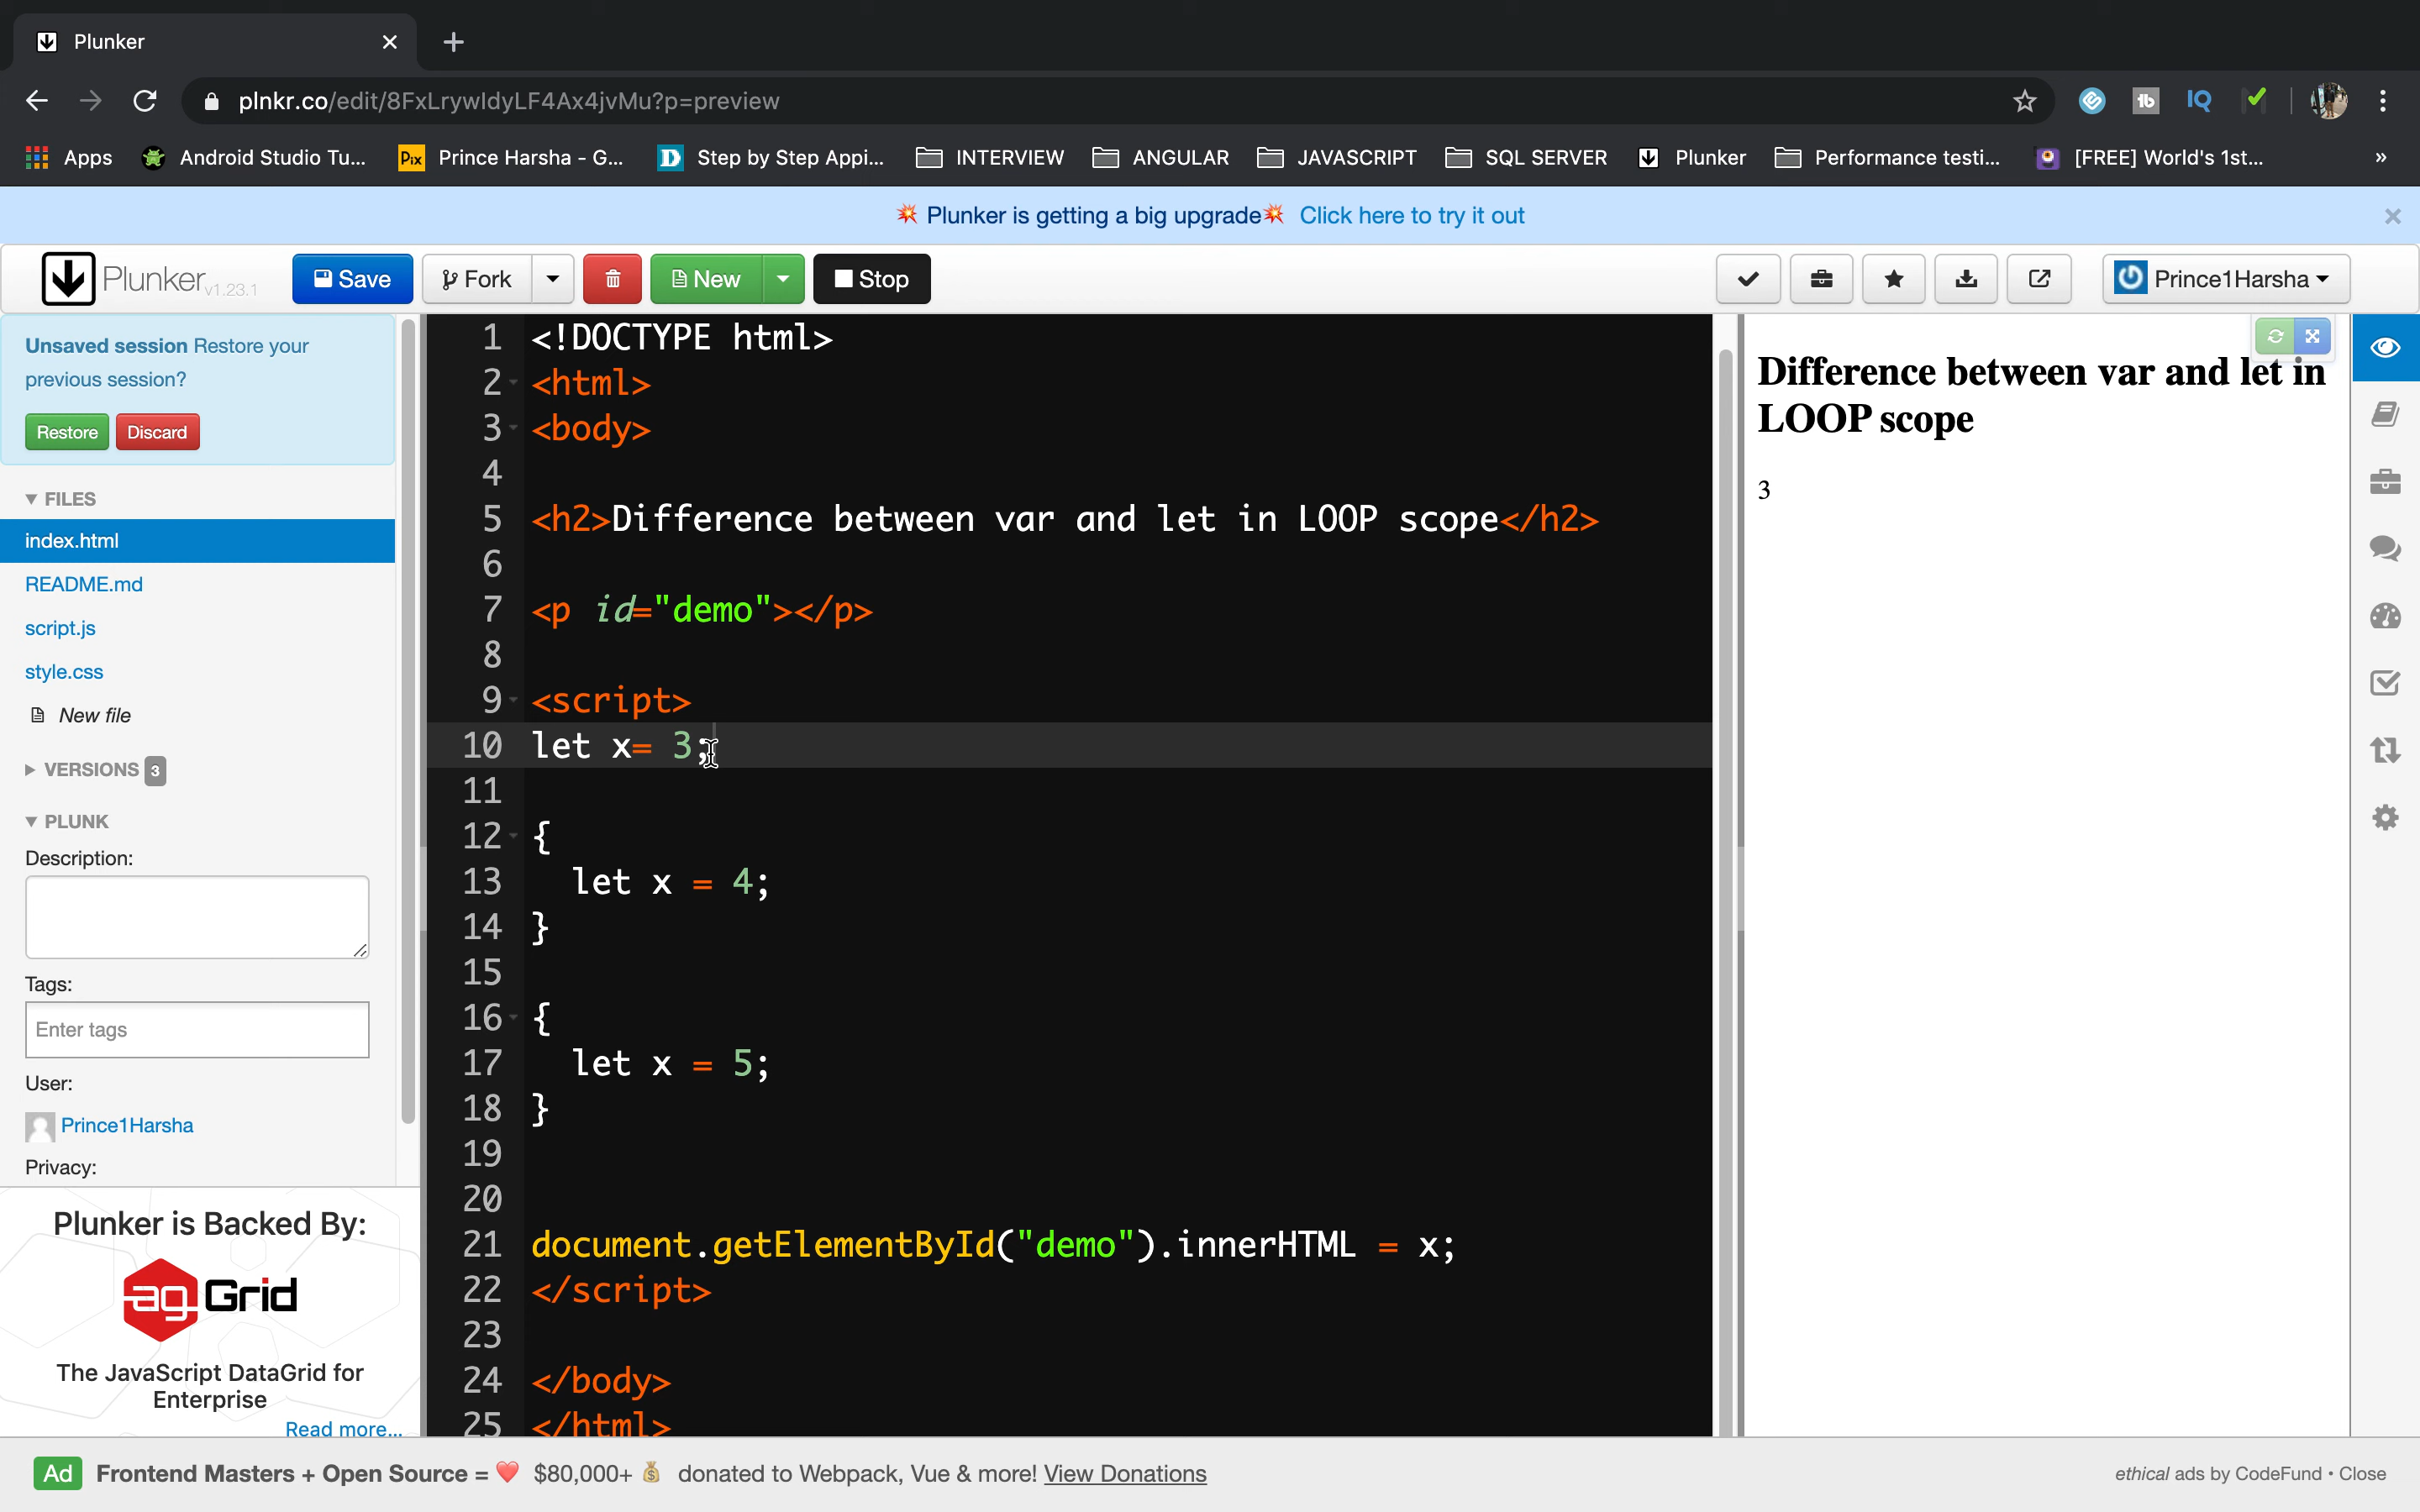 Plunker
plnkr.co/edit/8FxLrywldyLF4Ax4jvMu?p=preview
Apps Android Studio Tu... Prince Harsha - G... Step by Step Appi... INTERVIEW ANGULAR JAVASCRIPT SQL SERVER Plunker Performance testi... [FREE] World's 1st... »
💥 Plunker is getting a big upgrade💥 Click here to try it out
Plunker v1.23.1 Save Fork New Stop Prince1Harsha
Unsaved session Restore your
previous session?
Restore Discard
FILES
index.html
README.md
script.js
style.css
New file
VERSIONS 3
PLUNK
Description:
Tags:
Enter tags
User:
Prince1Harsha
Privacy:
Plunker is Backed By:
ag Grid
The JavaScript DataGrid for
Enterprise
Read more...
1 <!DOCTYPE html>
2 <html>
3 <body>
4
5 <h2>Difference between var and let in LOOP scope</h2>
6
7 <p id="demo"></p>
8
9 <script>
10 let x= 3;
11
12 {
13 let x = 4;
14 }
15
16 {
17 let x = 5;
18 }
19
20
21 document.getElementById("demo").innerHTML = x;
22 </script>
23
24 </body>
25 </html>
Difference between var and let in
LOOP scope
3
Ad Frontend Masters + Open Source = ❤️ $80,000+ 💰 donated to Webpack, Vue & more! View Donations
ethical ads by CodeFund • Close